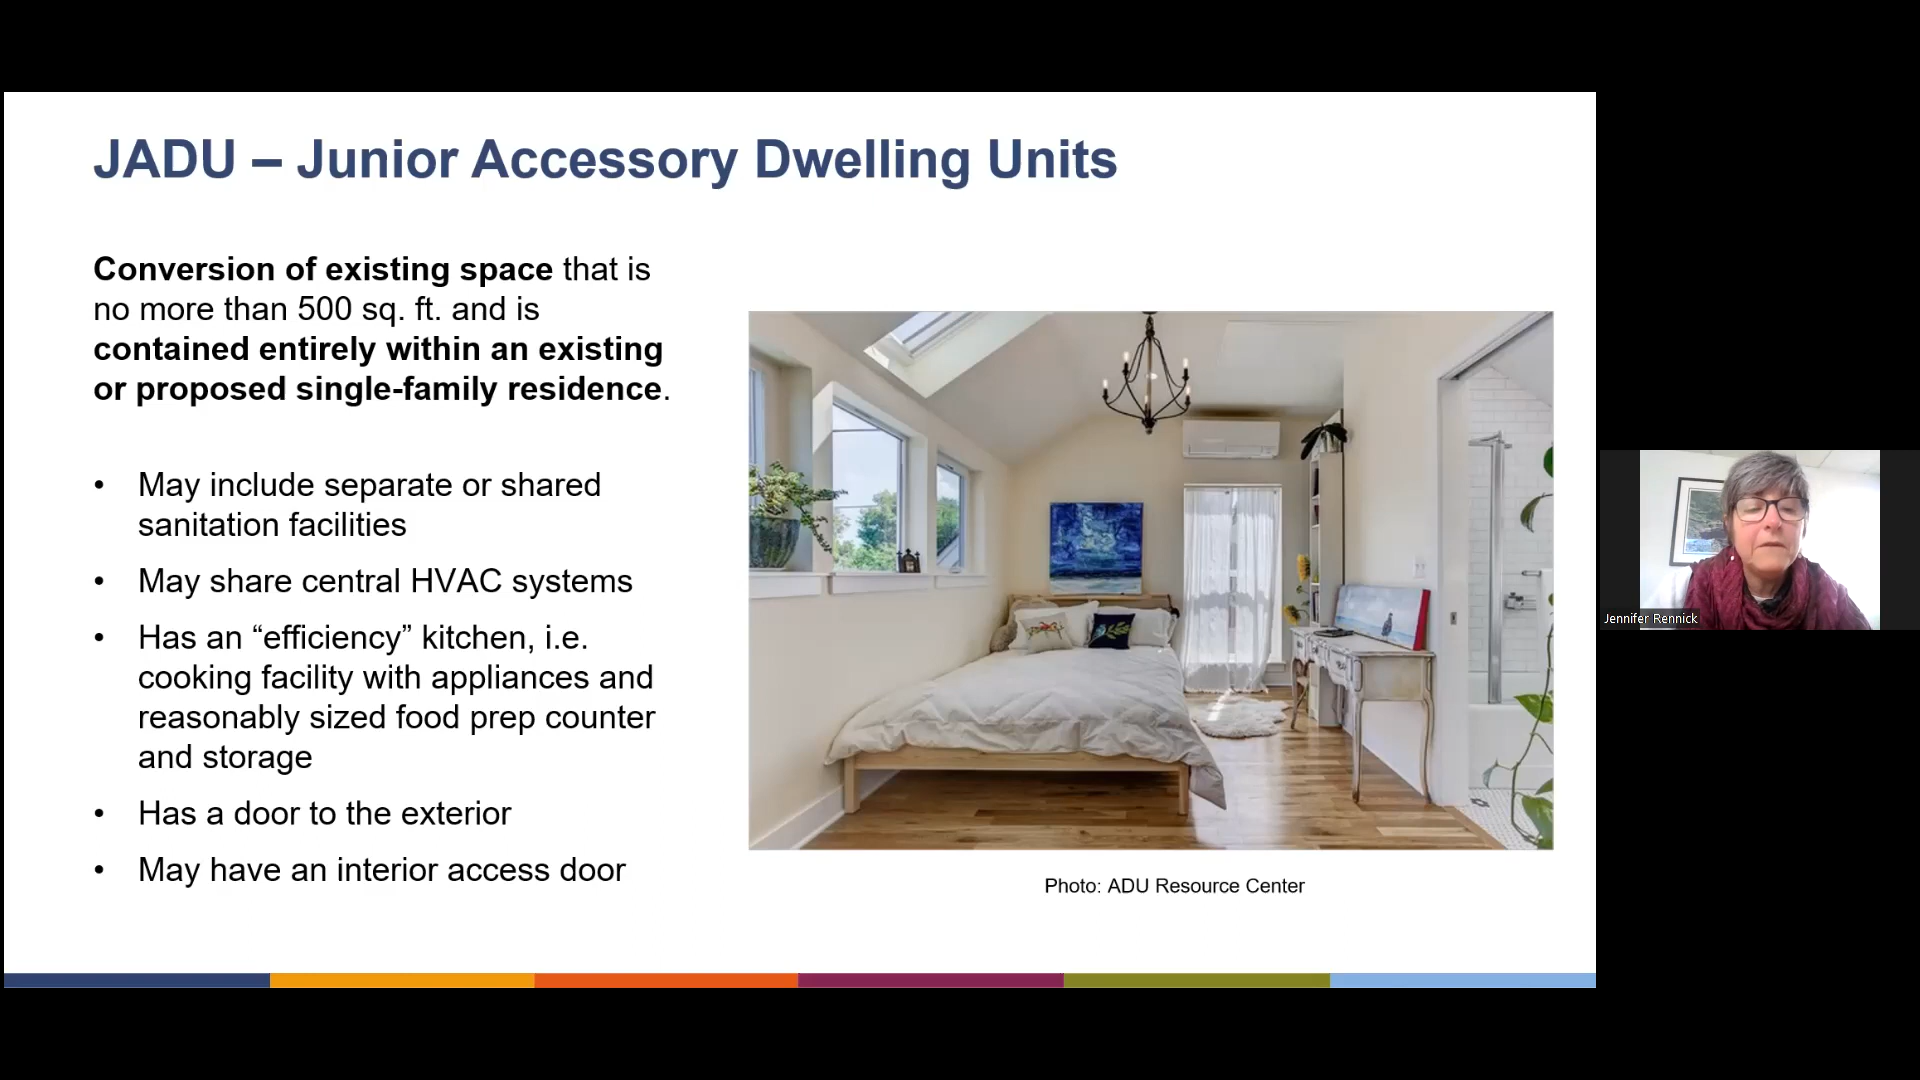 JADU – Junior Accessory Dwelling Units
Conversion of existing space that is
no more than 500 sq. ft. and is
contained entirely within an existing
or proposed single-family residence.
• May include separate or shared
sanitation facilities
• May share central HVAC systems
• Has an “efficiency” kitchen, i.e.
cooking facility with appliances and
reasonably sized food prep counter
and storage
• Has a door to the exterior
• May have an interior access door
Photo: ADU Resource Center
Jennifer Rennick